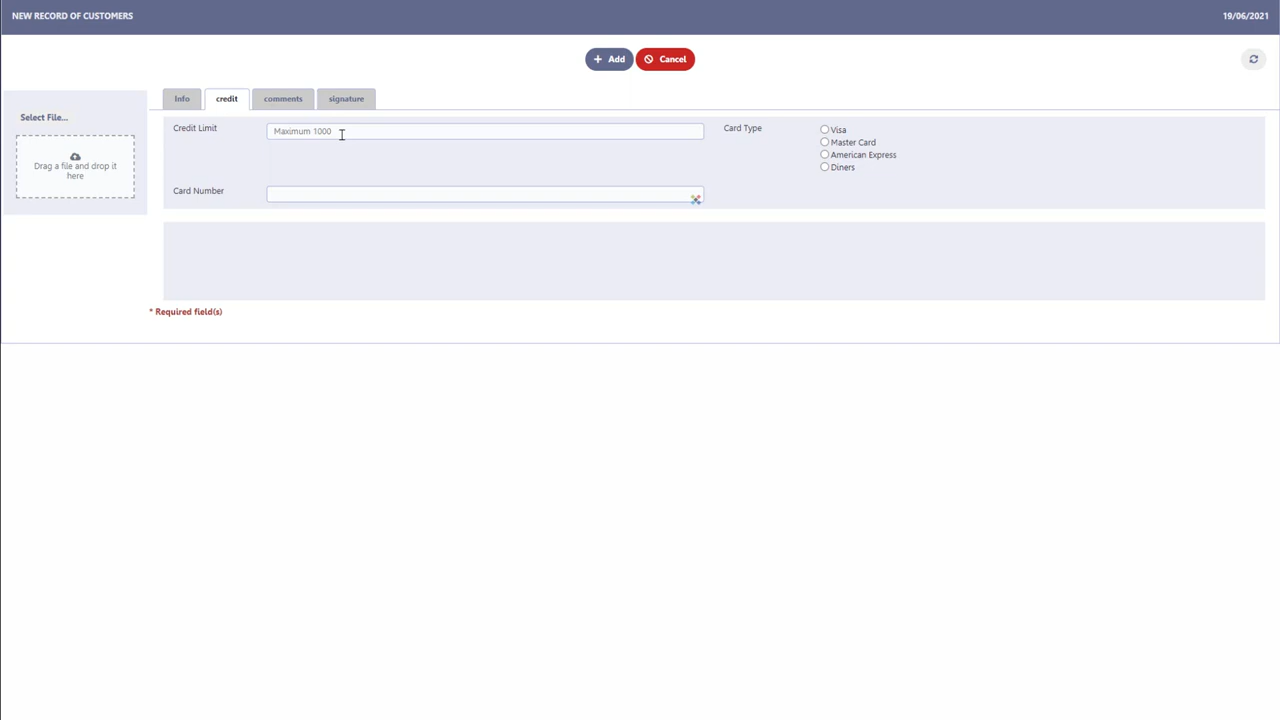 NEW RECORD OF CUSTOMERS
19/06/2021
Add
Cancel
Info
credit
comments
signature
Select File...
Drag a file and drop it
here
Credit Limit
Maximum 1000
Card Type
Visa
Master Card
American Express
Diners
Card Number
* Required field(s)